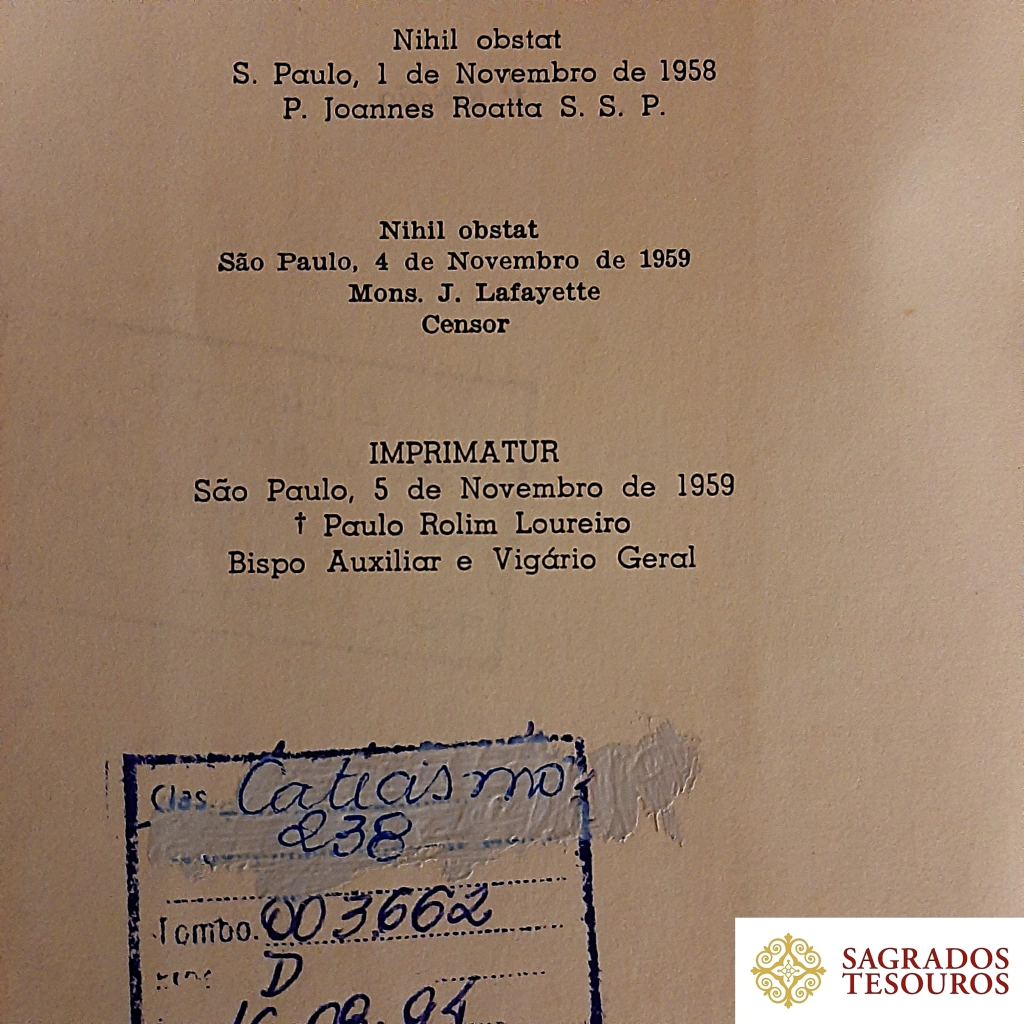 Nihil obstat
S. Paulo, 1 de Novembro de 1958
P. Joannes Roatta S. S. P.
Nihil obstat
São Paulo, 4 de Novembro de 1959
Mons. J. Lafayette
Censor
IMPRIMATUR
São Paulo, 5 de Novembro de 1959
† Paulo Rolim Loureiro
Bispo Auxiliar e Vigário Geral
Clas. Catecismo
238
Tombo. 003.662
D
SAGRADOS
TESOUROS